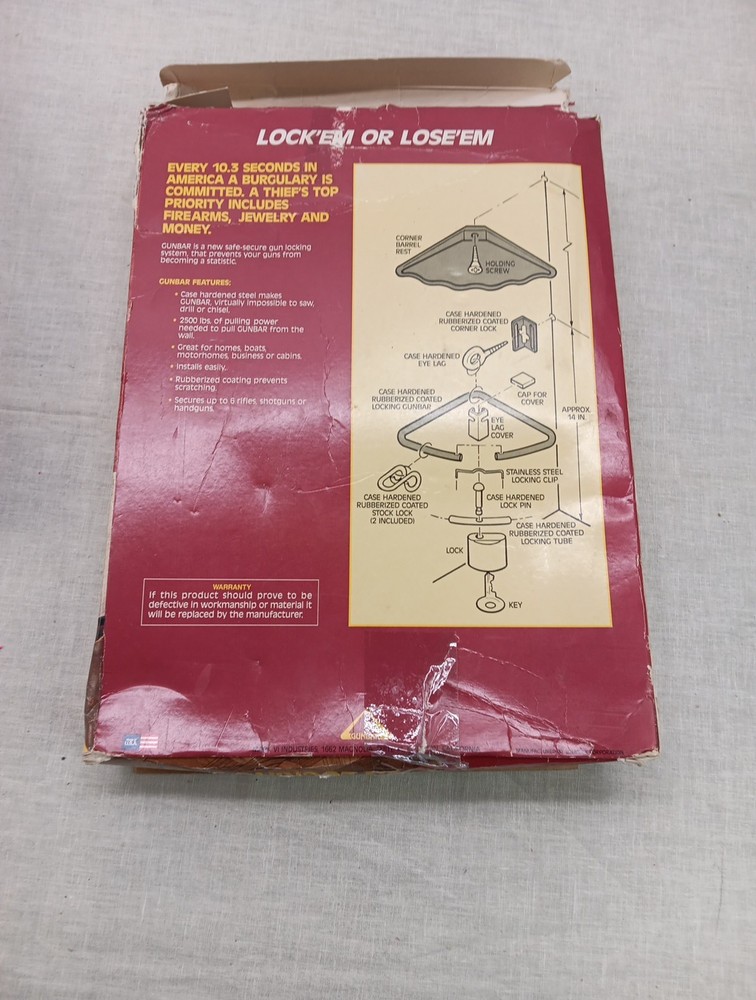 LOCK'EM OR LOSE'EM
EVERY 10.3 SECONDS IN
AMERICA A BURGULARY IS
COMMITTED. A THIEF'S TOP
PRIORITY INCLUDES
FIREARMS, JEWELRY AND
MONEY.
GUNBAR is a new safe-secure gun locking
system, that prevents your guns from
becoming a statistic.
GUNBAR FEATURES:
• Case hardened steel makes
GUNBAR, virtually impossible to saw,
drill or chisel.
• 2500 lbs. of pulling power
needed to pull GUNBAR from the
wall.
• Great for homes, boats,
motorhomes, business or cabins.
• Installs easily.
• Rubberized coating prevents
scratching.
• Secures up to 6 rifles, shotguns or
handguns.
WARRANTY
If this product should prove to be
defective in workmanship or material it
will be replaced by the manufacturer.
CORNER
BARREL
REST
HOLDING
SCREW
CASE HARDENED
RUBBERIZED COATED
CORNER LOCK
CASE HARDENED
EYE LAG
CASE HARDENED
RUBBERIZED COATED
LOCKING GUNBAR
CAP FOR
COVER
EYE
LAG
COVER
APPROX.
14 IN.
STAINLESS STEEL
LOCKING CLIP
CASE HARDENED
RUBBERIZED COATED
STOCK LOCK
(2 INCLUDED)
CASE HARDENED
LOCK PIN
CASE HARDENED
RUBBERIZED COATED
LOCKING TUBE
LOCK
KEY
GUNBAR
VI INDUSTRIES, 1662 CALIFORNIA